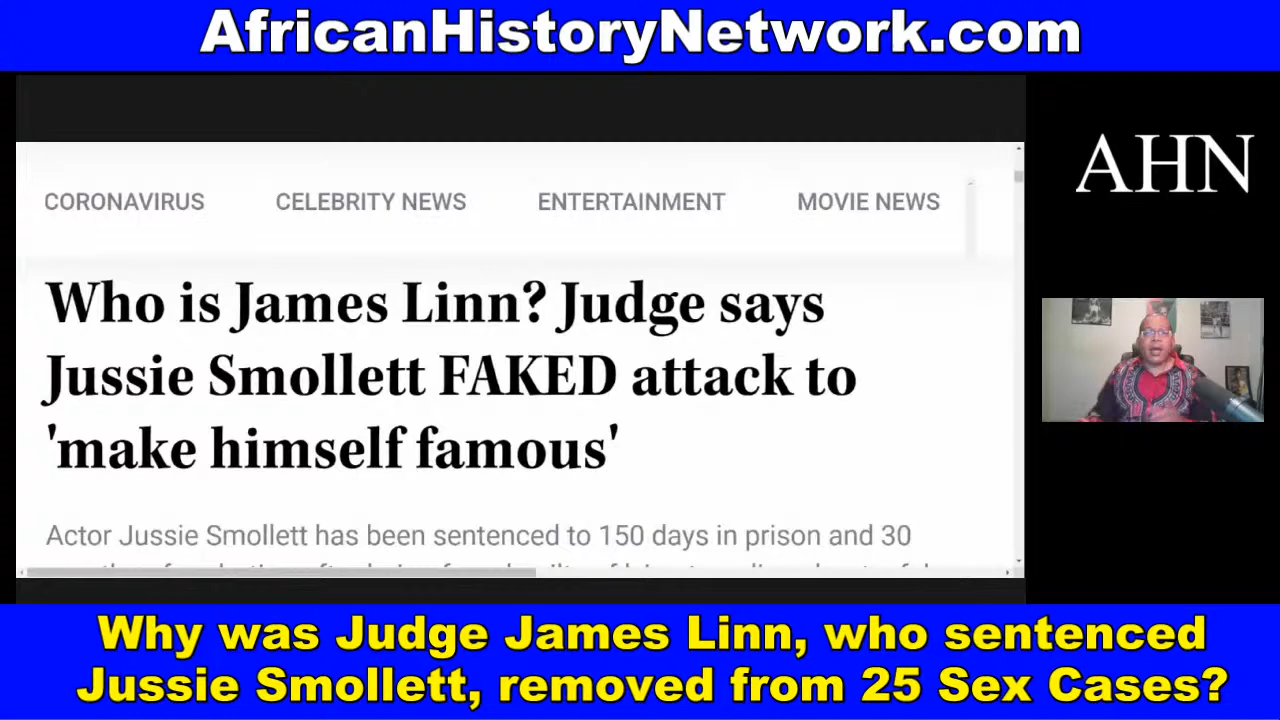 AfricanHistoryNetwork.com
AHN
CORONAVIRUS CELEBRITY NEWS ENTERTAINMENT MOVIE NEWS
Who is James Linn? Judge says
Jussie Smollett FAKED attack to
'make himself famous'
Actor Jussie Smollett has been sentenced to 150 days in prison and 30
Why was Judge James Linn, who sentenced
Jussie Smollett, removed from 25 Sex Cases?